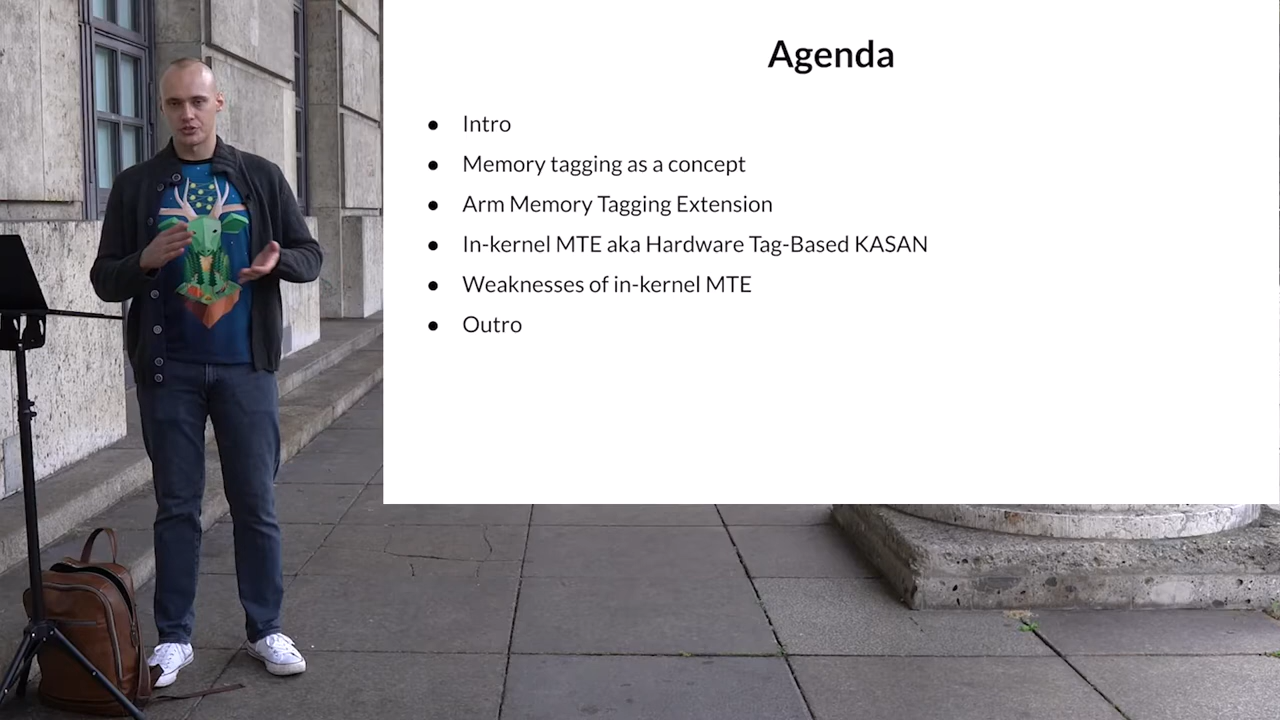 Agenda
● Intro
● Memory tagging as a concept
● Arm Memory Tagging Extension
● In-kernel MTE aka Hardware Tag-Based KASAN
● Weaknesses of in-kernel MTE
● Outro